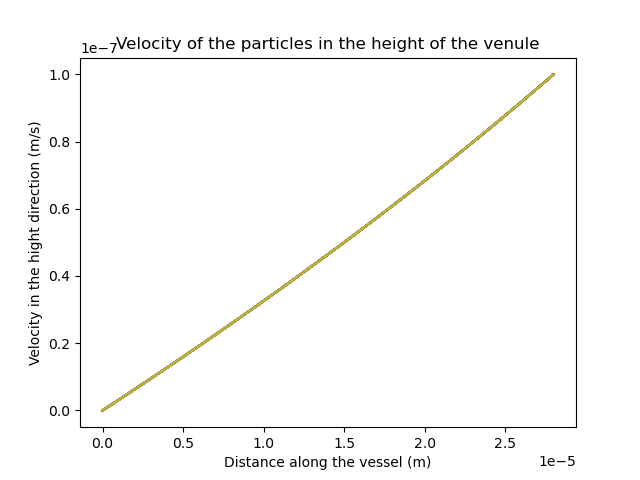 Velocity of the particles in the height of the venule
1e−7
1.0
0.8
0.6
0.4
0.2
0.0
Velocity in the hight direction (m/s)
0.0 0.5 1.0 1.5 2.0 2.5
Distance along the vessel (m)
1e−5